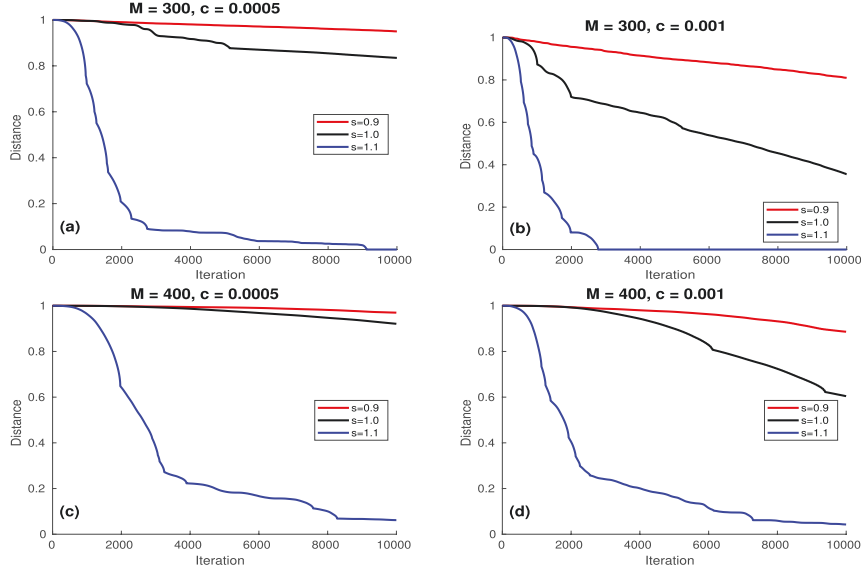 M = 300, c = 0.0005
1
0.8
0.6
0.4
0.2
0
Distance
s=0.9
s=1.0
s=1.1
(a)
0 2000 4000 6000 8000 10000
Iteration
M = 300, c = 0.001
1
0.8
0.6
0.4
0.2
0
Distance
s=0.9
s=1.0
s=1.1
(b)
0 2000 4000 6000 8000 10000
Iteration
M = 400, c = 0.0005
1
0.8
0.6
0.4
0.2
0
Distance
s=0.9
s=1.0
s=1.1
(c)
0 2000 4000 6000 8000 10000
Iteration
M = 400, c = 0.001
1
0.8
0.6
0.4
0.2
0
Distance
s=0.9
s=1.0
s=1.1
(d)
0 2000 4000 6000 8000 10000
Iteration